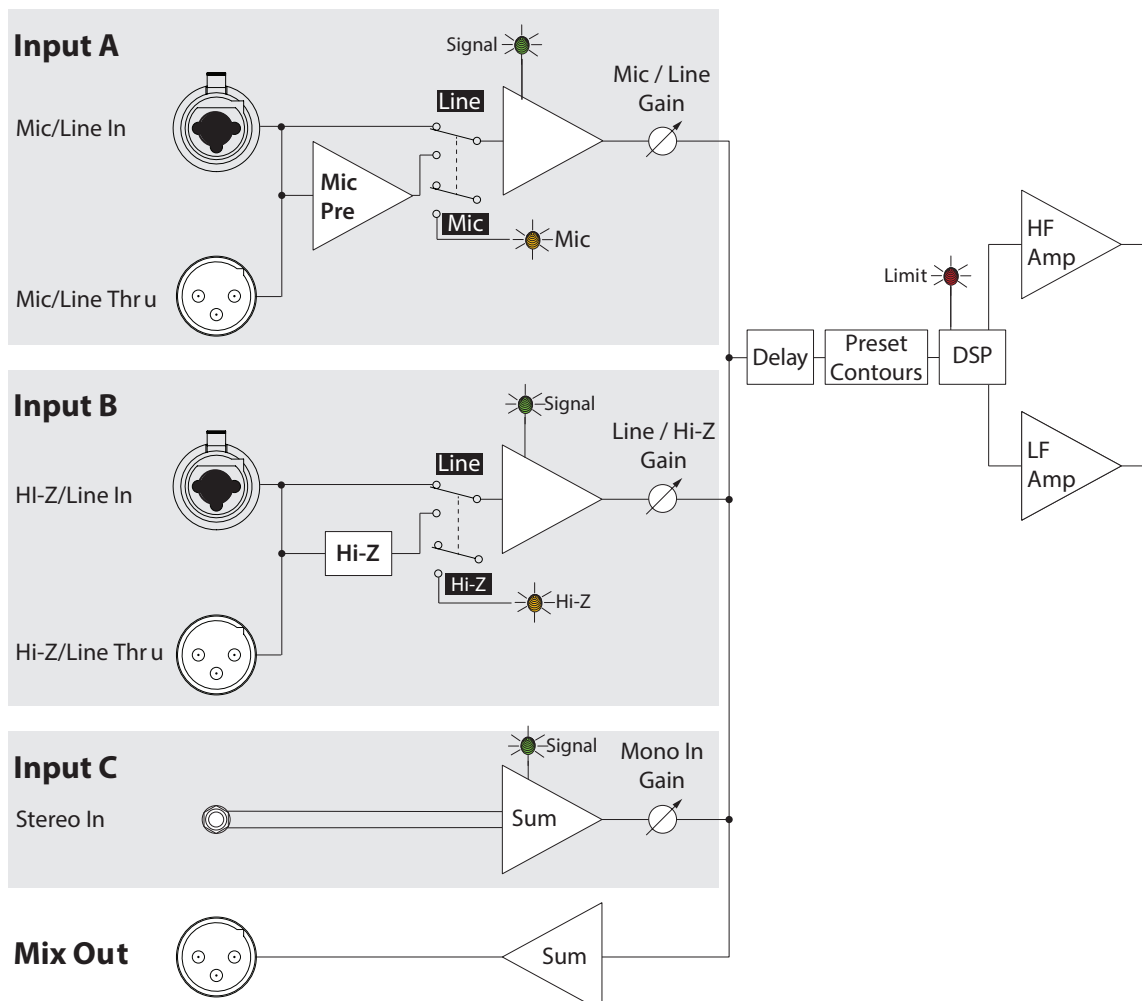 Input A
Signal
Mic / Line
Gain
Mic/Line In
Line
Mic
Pre
Mic
Mic
Mic/Line Thru
HF
Amp
Limit
Delay
Preset
Contours
DSP
Input B
Signal
Line / Hi-Z
Gain
LF
Amp
HI-Z/Line In
Line
Hi-Z
Hi-Z
Hi-Z
Hi-Z/Line Thru
Input C
Signal
Mono In
Gain
Stereo In
Sum
Mix Out
Sum